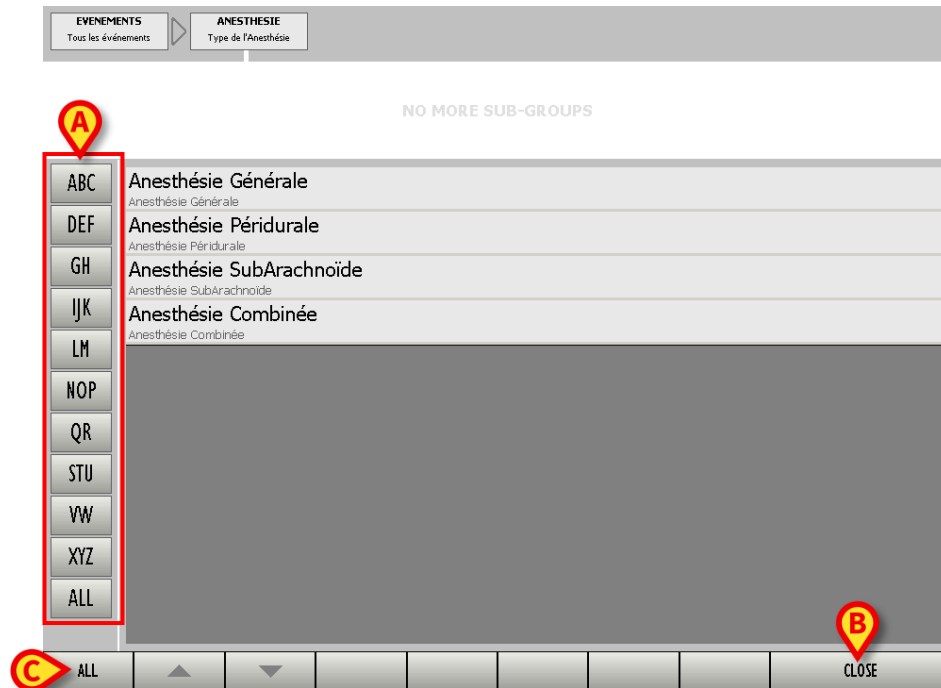 EVENEMENTS
Tous les événements
ANESTHESIE
Type de l'Anesthésie
NO MORE SUB-GROUPS
A
ABC
DEF
GH
IJK
LM
NOP
QR
STU
VW
XYZ
ALL
Anesthésie Générale
Anesthésie Générale
Anesthésie Péridurale
Anesthésie Péridurale
Anesthésie SubArachnoïde
Anesthésie SubArachnoïde
Anesthésie Combinée
Anesthésie Combinée
B
C
ALL
CLOSE